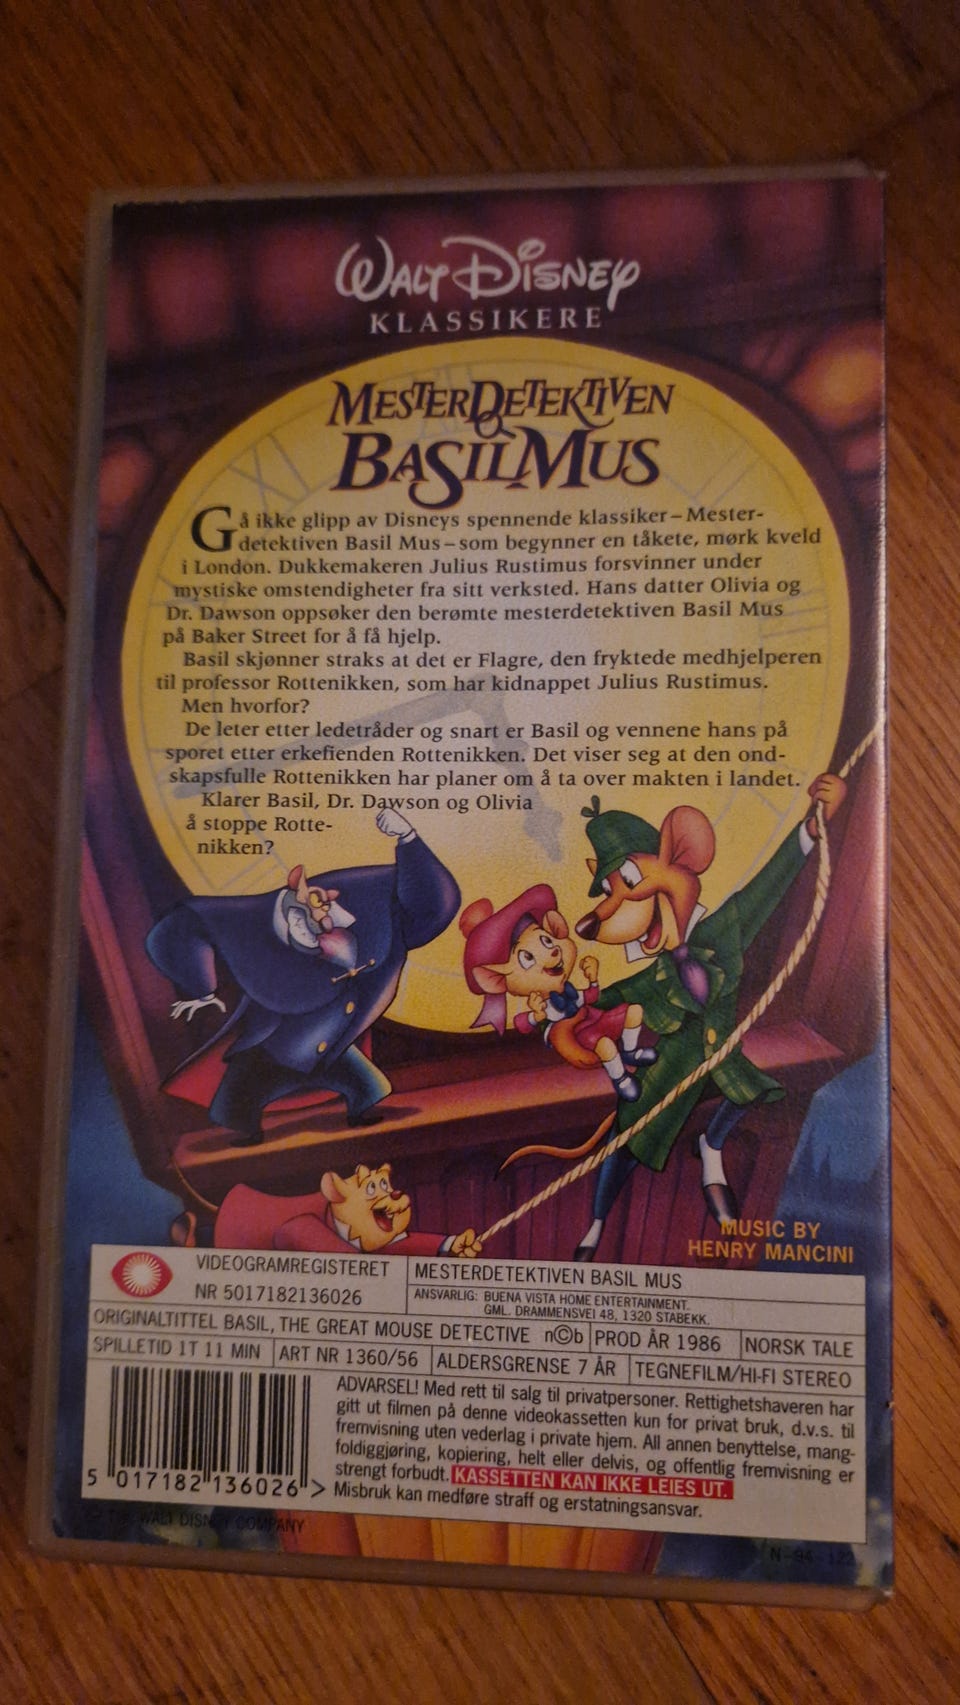 WALT DISNEY
KLASSIKERE
MESTERDETEKTIVEN
BASIL MUS
Gå ikke glipp av Disneys spennende klassiker – Mester-
detektiven Basil Mus – som begynner en tåkete, mørk kveld
i London. Dukkemakeren Julius Rustimus forsvinner under
mystiske omstendigheter fra sitt verksted. Hans datter Olivia og
Dr. Dawson oppsøker den berømte mesterdetektiven Basil Mus
på Baker Street for å få hjelp.
Basil skjønner straks at det er Flagre, den fryktede medhjelperen
til professor Rottenikken, som har kidnappet Julius Rustimus.
Men hvorfor?
De leter etter ledetråder og snart er Basil og vennene hans på
sporet etter erkefienden Rottenikken. Det viser seg at den ond-
skapsfulle Rottenikken har planer om å ta over makten i landet.
Klarer Basil, Dr. Dawson og Olivia
å stoppe Rotte-
nikken?
MUSIC BY
HENRY MANCINI
VIDEOGRAMREGISTERET
NR 5017182136026
MESTERDETEKTIVEN BASIL MUS
ANSVARLIG: BUENA VISTA HOME ENTERTAINMENT.
GML. DRAMMENSVEI 48, 1320 STABEKK.
ORIGINALTITTEL BASIL, THE GREAT MOUSE DETECTIVE n©b PROD ÅR 1986 NORSK TALE
SPILLETID 1T 11 MIN ART NR 1360/56 ALDERSGRENSE 7 ÅR TEGNEFILM/HI-FI STEREO
ADVARSEL! Med rett til salg til privatpersoner. Rettighetshaveren har
gitt ut filmen på denne videokassetten kun for privat bruk, d.v.s. til
fremvisning uten vederlag i private hjem. All annen benyttelse, mang-
foldiggjøring, kopiering, helt eller delvis, og offentlig fremvisning er
strengt forbudt. KASSETTEN KAN IKKE LEIES UT.
Misbruk kan medføre straff og erstatningsansvar.
5 017182 136026 >
THE WALT DISNEY COMPANY
N-94-122